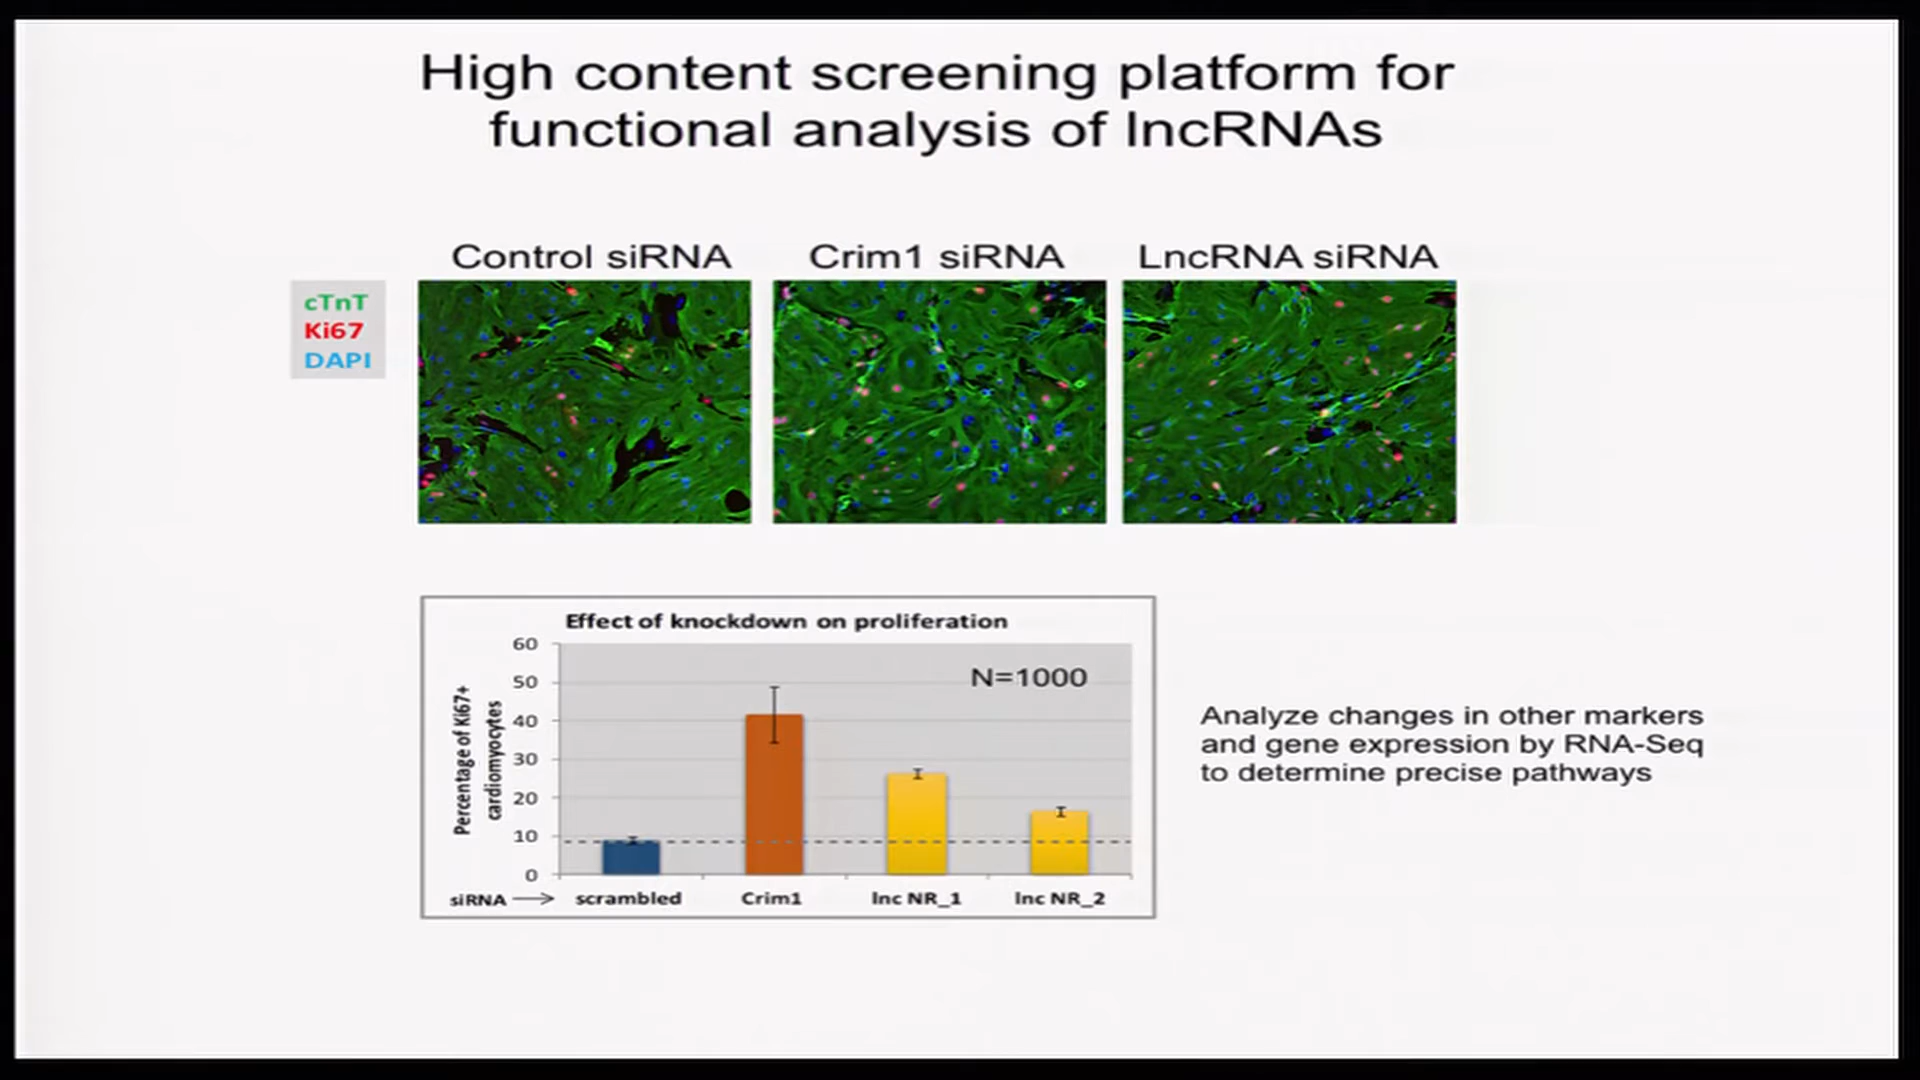 High content screening platform for
functional analysis of lncRNAs
Control siRNA
Crim1 siRNA
LncRNA siRNA
cTnT
Ki67
DAPI
Effect of knockdown on proliferation
N=1000
Percentage of Ki67+
cardiomyocytes
60
50
40
30
20
10
0
siRNA
scrambled
Crim1
lnc NR_1
lnc NR_2
Analyze changes in other markers
and gene expression by RNA-Seq
to determine precise pathways